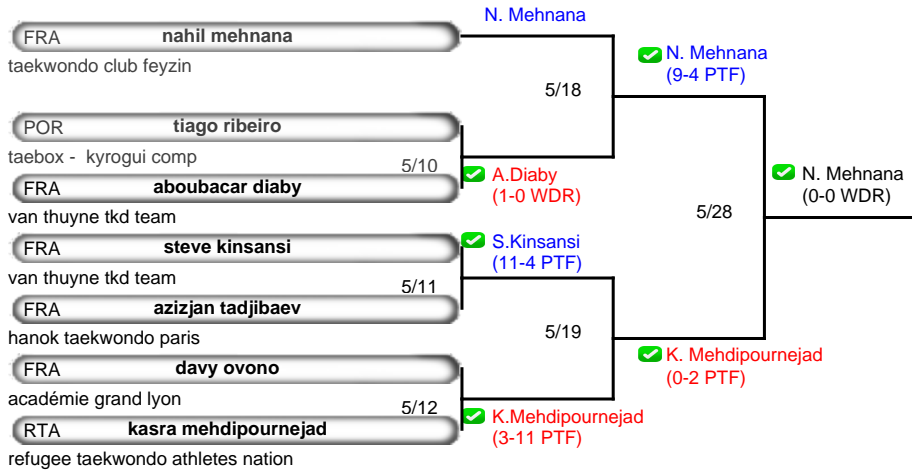 N. Mehnana
FRA nahil mehnana
taekwondo club feyzin
N. Mehnana
(9-4 PTF)
5/18
POR tiago ribeiro
taebox - kyrogui comp
5/10
A.Diaby
(1-0 WDR)
FRA aboubacar diaby
van thuyne tkd team
N. Mehnana
(0-0 WDR)
5/28
FRA steve kinsansi
van thuyne tkd team
S.Kinsansi
(11-4 PTF)
5/11
FRA azizjan tadjibaev
hanok taekwondo paris
5/19
FRA davy ovono
académie grand lyon
K. Mehdipournejad
(0-2 PTF)
5/12
RTA kasra mehdipournejad
refugee taekwondo athletes nation
K.Mehdipournejad
(3-11 PTF)